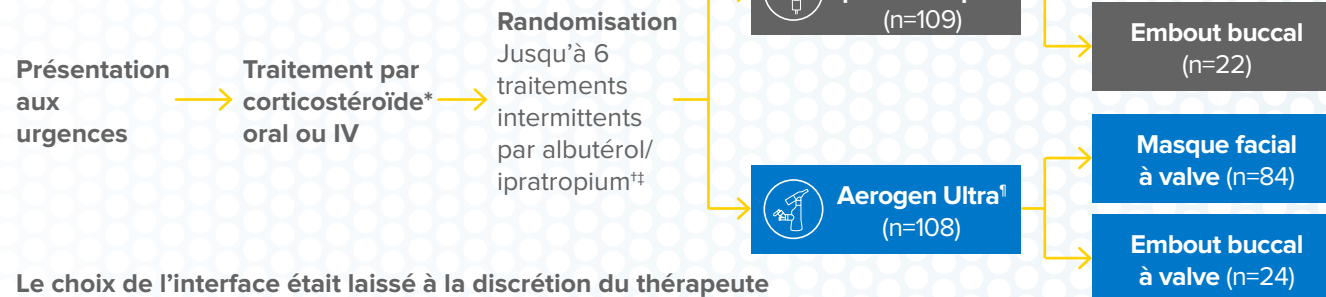 Présentation
aux
urgences
Traitement par
corticostéroïde*
oral ou IV
Randomisation
Jusqu’à 6
traitements
intermittents
par albutérol/
ipratropium†‡
(n=109)
Embout buccal
(n=22)
Aerogen Ultra¶
(n=108)
Masque facial
à valve (n=84)
Embout buccal
à valve (n=24)
Le choix de l’interface était laissé à la discrétion du thérapeute